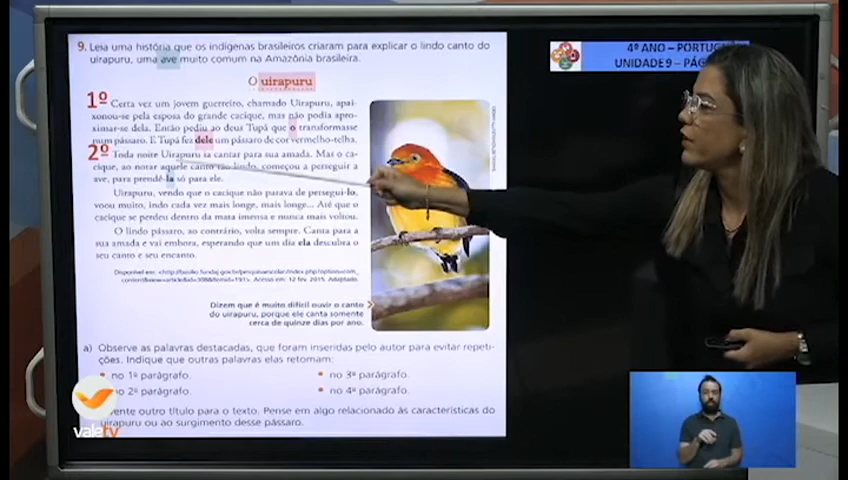 9. Leia uma história que os indígenas brasileiros criaram para explicar o lindo canto do
uirapuru, uma ave muito comum na Amazônia brasileira.
O uirapuru
1º
Certa vez um jovem guerreiro, chamado Uirapuru, apai-
xonou-se pela esposa do grande cacique, mas não podia apro-
ximar-se dela. Então pediu ao deus Tupã que o transformasse
num pássaro. E Tupã fez dele um pássaro de cor vermelho-telha.
2º
Toda noite Uirapuru ia cantar para sua amada. Mas o ca-
cique, ao notar aquele canto tão lindo, começou a perseguir a
ave, para prendê-la só para ele.
Uirapuru, vendo que o cacique não parava de persegui-lo,
voou muito, indo cada vez mais longe, mais longe... Até que o
cacique se perdeu dentro da mata imensa e nunca mais voltou.
O lindo pássaro, ao contrário, volta sempre. Canta para a
sua amada e vai embora, esperando que um dia ela descubra o
seu canto e seu encanto.
Disponível em: Acesso em: 12 fev. 2015. Adaptado.
Dizem que é muito difícil ouvir o canto
do uirapuru, porque ele canta somente
cerca de quinze dias por ano.
a) Observe as palavras destacadas, que foram inseridas pelo autor para evitar repeti-
ções. Indique que outras palavras elas retomam:
• no 1º parágrafo.
• no 3º parágrafo.
no 2º parágrafo.
• no 4º parágrafo.
outro título para o texto. Pense em algo relacionado às características do
uirapuru ou ao surgimento desse pássaro.
4º ANO – PORTUGU
UNIDADE 9 – PÁG
valetv